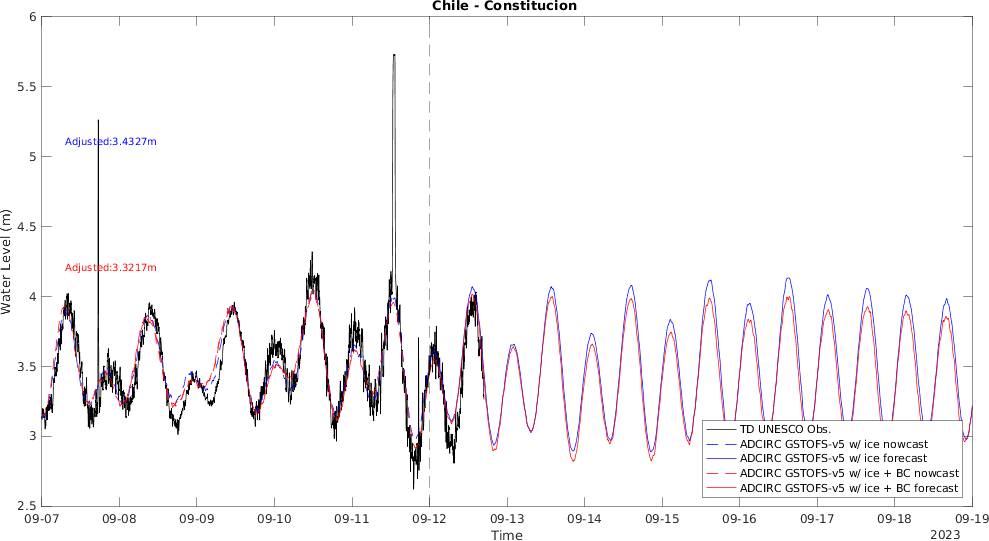 Chile - Constitucion
6
5.5
5
4.5
4
3.5
3
2.5
Water Level (m)
Adjusted:3.4327m
Adjusted:3.3217m
TD UNESCO Obs.
ADCIRC GSTOFS-v5 w/ ice nowcast
ADCIRC GSTOFS-v5 w/ ice forecast
ADCIRC GSTOFS-v5 w/ ice + BC nowcast
ADCIRC GSTOFS-v5 w/ ice + BC forecast
09-07 09-08 09-09 09-10 09-11 09-12 09-13 09-14 09-15 09-16 09-17 09-18 09-19
Time
2023